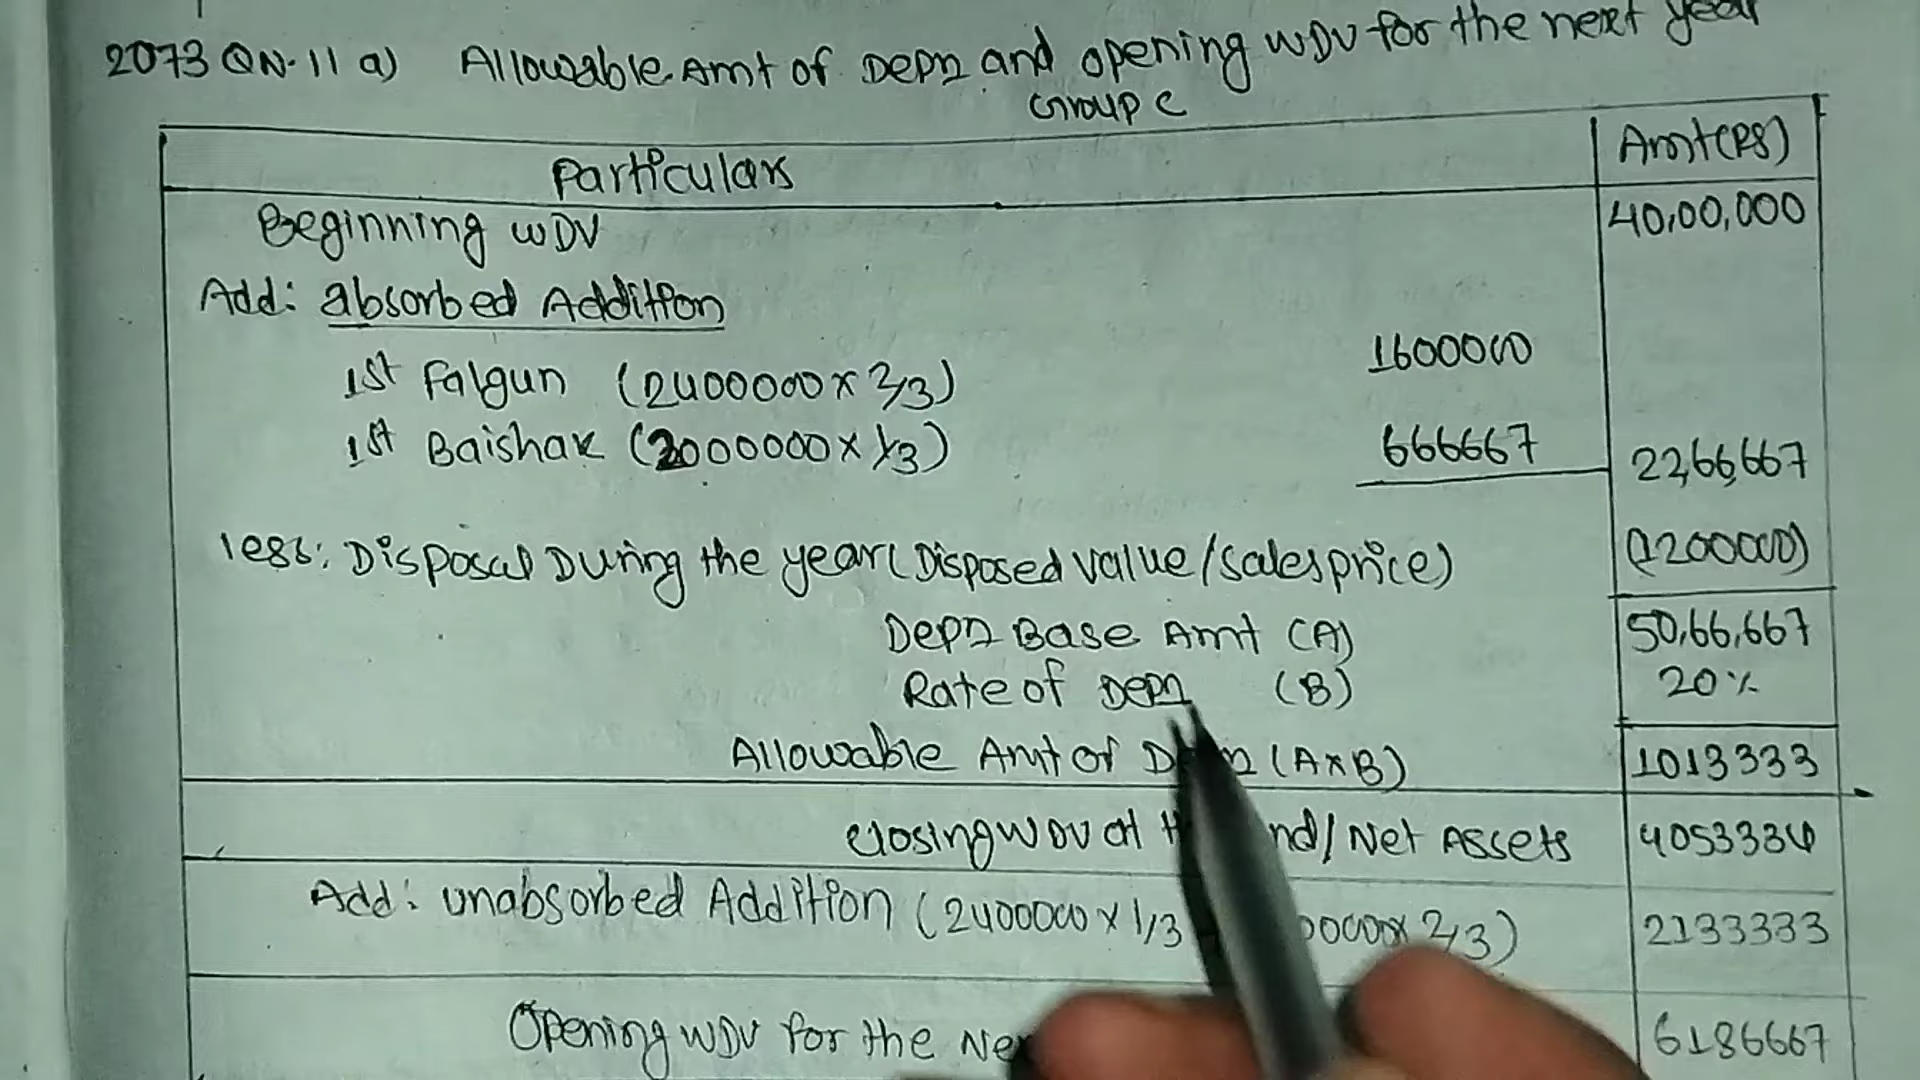 2073 QN.11 a) Allowable Amt of Depn and opening WDV for the next year
Group C
Particulars Amt(RS)
Beginning WDV 40,00,000
Add: absorbed Addition
1st Falgun (2400000 x 2/3) 1600000
1st Baishak (2000000 x 1/3) 666667 22,66,667
less: Disposal During the year (Disposed value/sales price) (1200000)
Depn Base Amt (A) 50,66,667
Rate of Depn (B) 20%
Allowable Amt of (A x B) 1013333
closing WDV at /Net Assets 4053334
Add: unabsorbed Addition (2400000 x 1/3 x 2/3) 2133333
Opening WDV for the 6186667